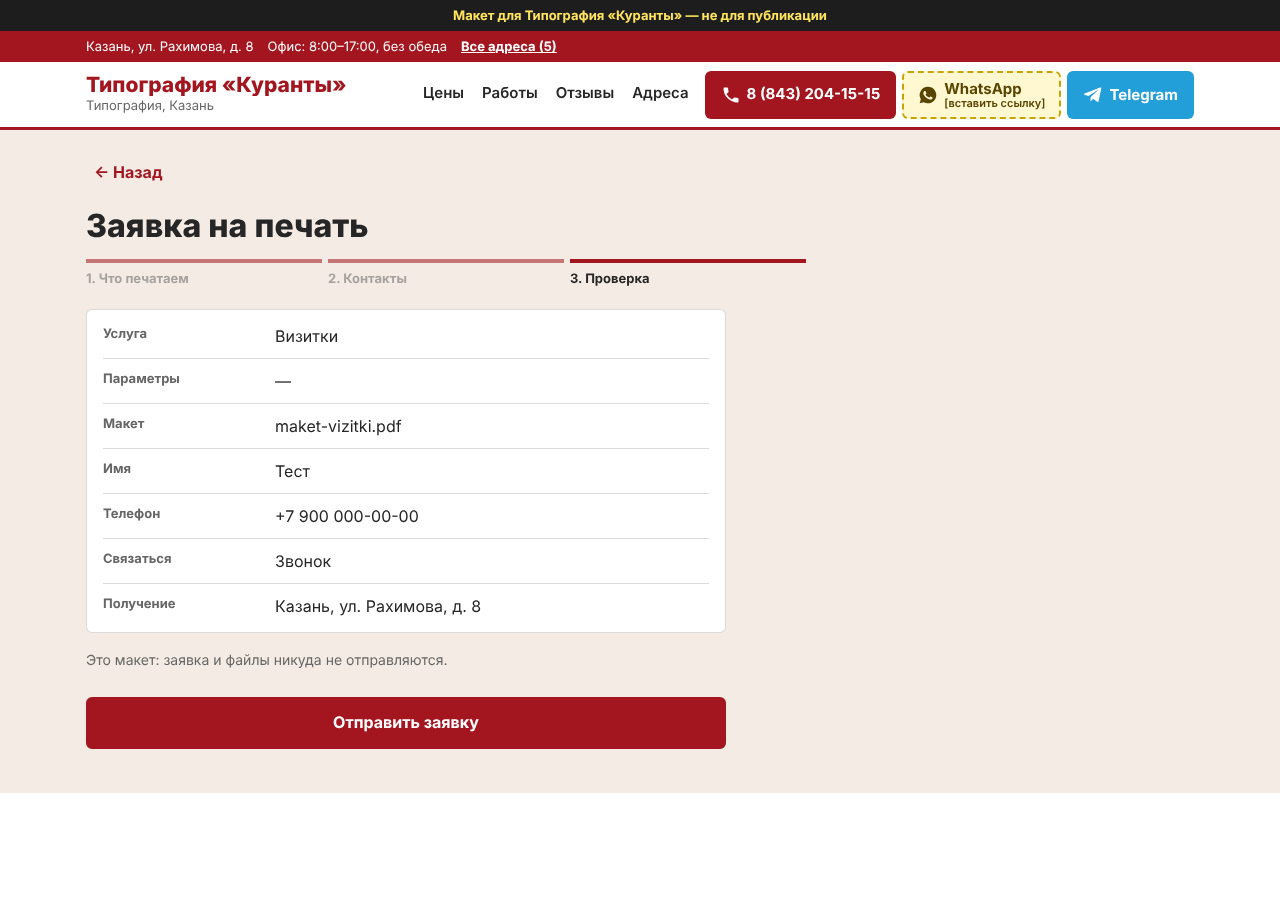 Макет для Типография «Куранты» — не для публикации
Казань, ул. Рахимова, д. 8 Офис: 8:00–17:00, без обеда Все адреса (5)
Типография «Куранты»
Типография, Казань
Цены Работы Отзывы Адреса 8 (843) 204-15-15
WhatsApp
[вставить ссылку]
Telegram
← Назад
Заявка на печать
1. Что печатаем 2. Контакты 3. Проверка
Услуга Визитки
Параметры —
Макет maket-vizitki.pdf
Имя Тест
Телефон +7 900 000-00-00
Связаться Звонок
Получение Казань, ул. Рахимова, д. 8
Это макет: заявка и файлы никуда не отправляются.
Отправить заявку